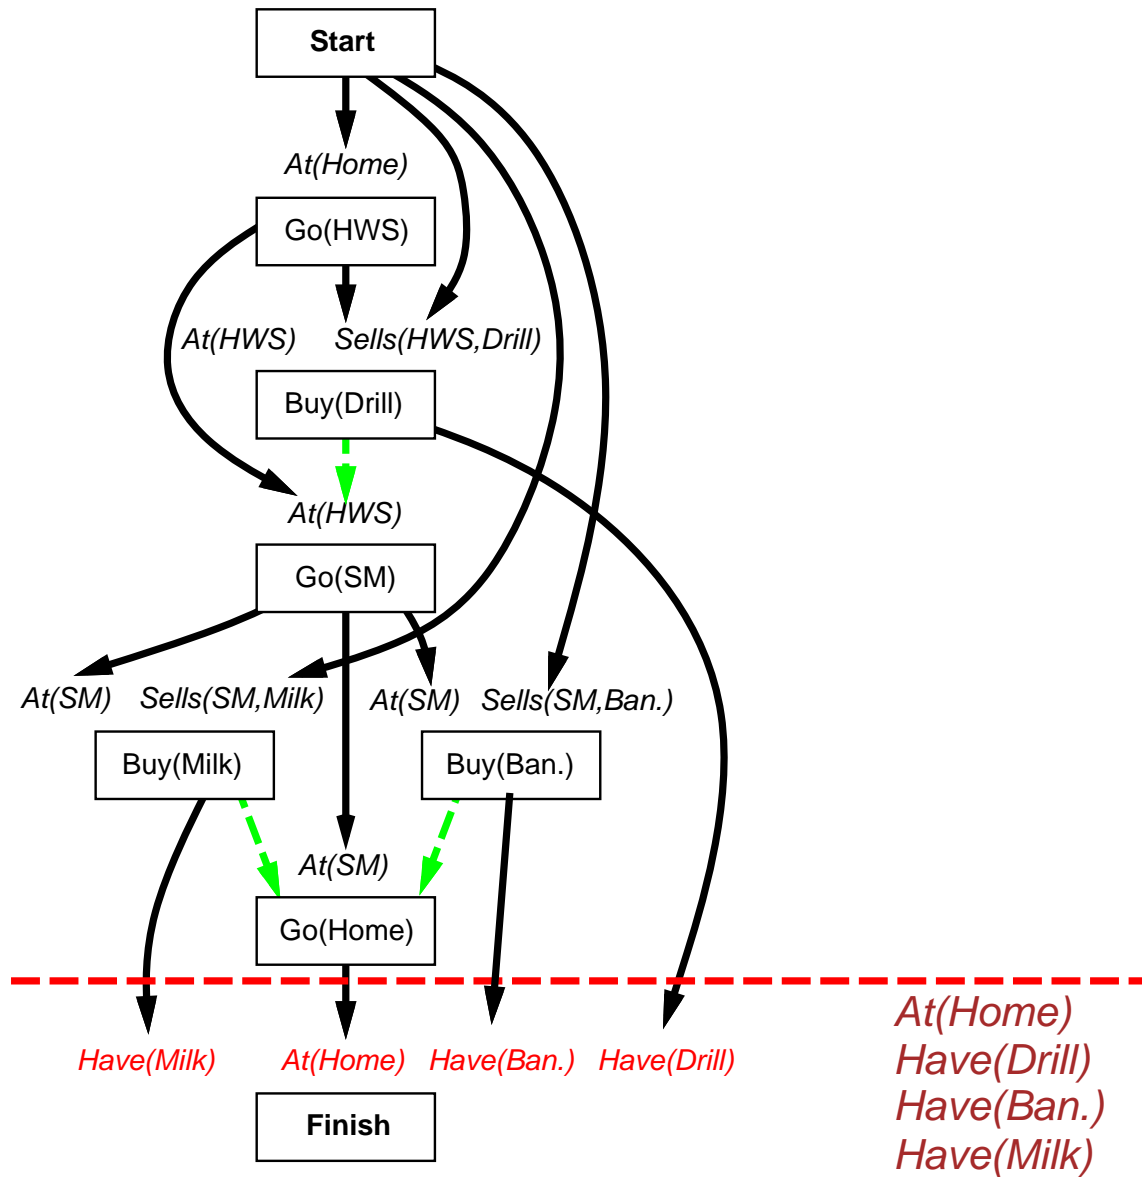 Start
At(Home)
Go(HWS)
At(HWS) Sells(HWS,Drill)
Buy(Drill)
At(HWS)
Go(SM)
At(SM) Sells(SM,Milk) At(SM) Sells(SM,Ban.)
Buy(Milk) Buy(Ban.)
At(SM)
Go(Home)
Have(Milk) At(Home) Have(Ban.) Have(Drill)
Finish
At(Home)
Have(Drill)
Have(Ban.)
Have(Milk)